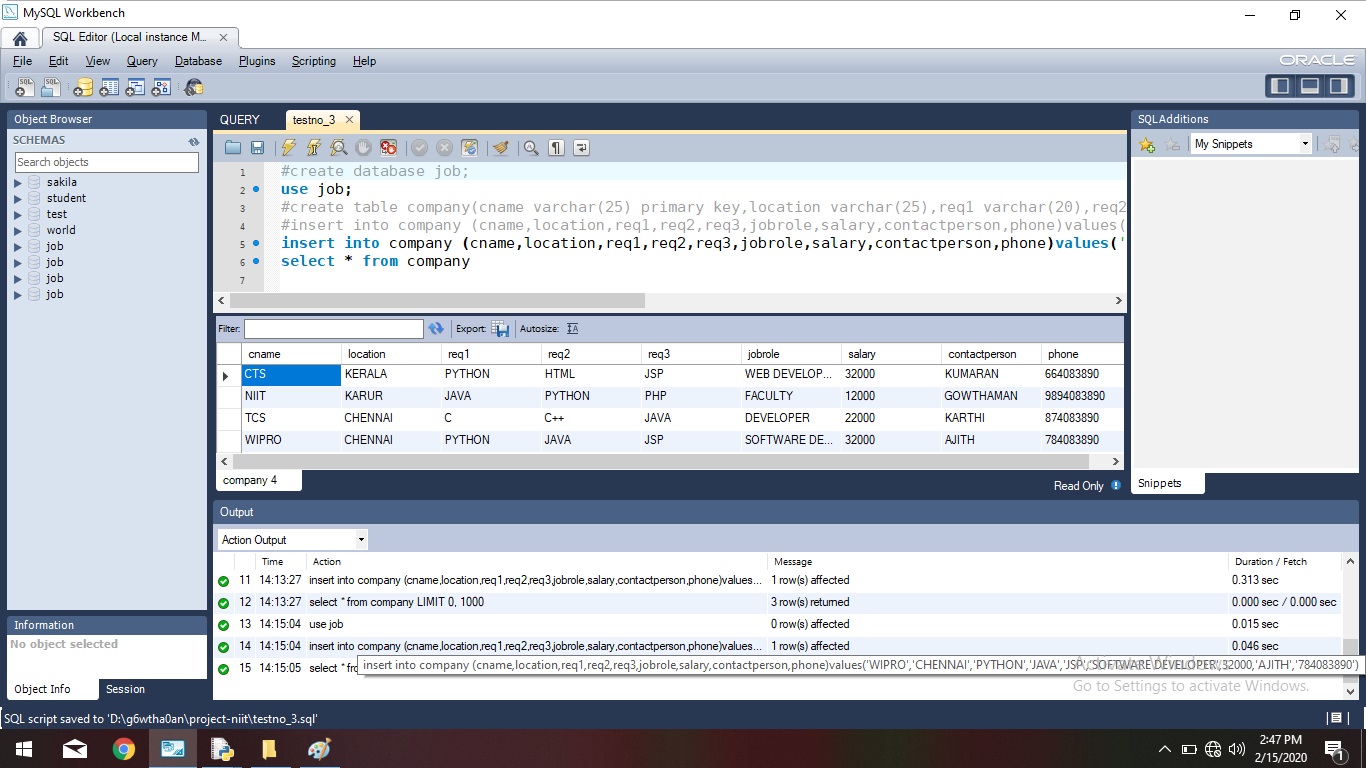 MySQL Workbench
SQL Editor (Local instance M...
File Edit View Query Database Plugins Scripting Help
ORACLE
Object Browser
SCHEMAS
Search objects
sakila
student
test
world
job
job
job
job
Information
No object selected
Object Info Session
QUERY testno_3
1 #create database job;
2 use job;
3 #create table company(cname varchar(25) primary key,location varchar(25),req1 varchar(20),req2
4 #insert into company (cname,location,req1,req2,req3,jobrole,salary,contactperson,phone)values(
5 insert into company (cname,location,req1,req2,req3,jobrole,salary,contactperson,phone)values('
6 select * from company
7
Filter: Export: Autosize:
cname location req1 req2 req3 jobrole salary contactperson phone
CTS KERALA PYTHON HTML JSP WEB DEVELOP... 32000 KUMARAN 664083890
NIIT KARUR JAVA PYTHON PHP FACULTY 12000 GOWTHAMAN 9894083890
TCS CHENNAI C C++ JAVA DEVELOPER 22000 KARTHI 874083890
WIPRO CHENNAI PYTHON JAVA JSP SOFTWARE DE... 32000 AJITH 784083890
company 4
Read Only
SQL Additions
My Snippets
Snippets
Output
Action Output
Time Action Message Duration / Fetch
11 14:13:27 insert into company (cname,location,req1,req2,req3,jobrole,salary,contactperson,phone)values... 1 row(s) affected 0.313 sec
12 14:13:27 select * from company LIMIT 0, 1000 3 row(s) returned 0.000 sec / 0.000 sec
13 14:15:04 use job 0 row(s) affected 0.015 sec
14 14:15:04 insert into company (cname,location,req1,req2,req3,jobrole,salary,contactperson,phone)values... 1 row(s) affected 0.046 sec
15 14:15:05 select * fro
insert into company (cname,location,req1,req2,req3,jobrole,salary,contactperson,phone)values('WIPRO','CHENNAI','PYTHON','JAVA','JSP','SOFTWARE DEVELOPER',32000,'AJITH','784083890')
Activate Windows
Go to Settings to activate Windows.
SQL script saved to 'D:\g6wtha0an\project-niit\testno_3.sql'
2:47 PM
2/15/2020
1